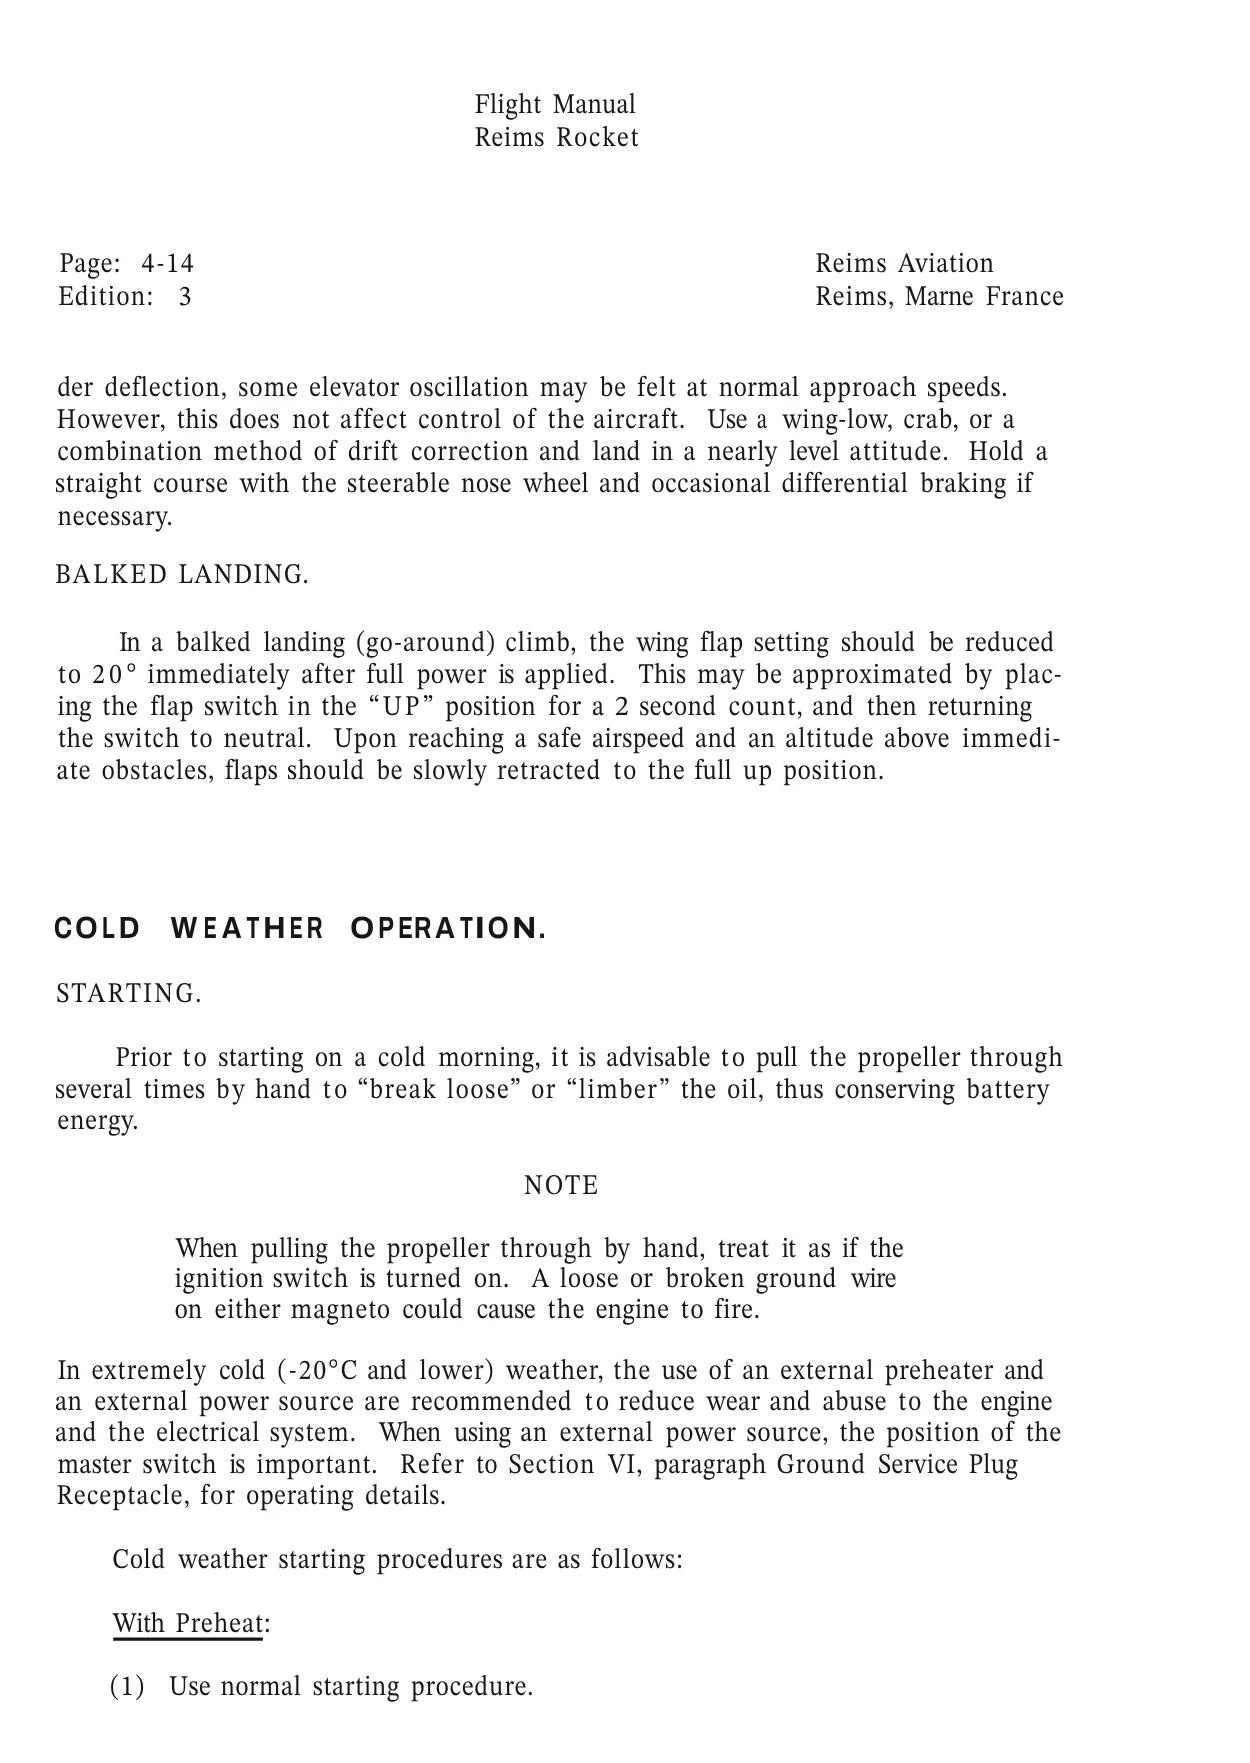 Flight Manual
Reims Rocket
Page: 4-14
Edition: 3
Reims Aviation
Reims, Marne France
der deflection, some elevator oscillation may be felt at normal approach speeds.
However, this does not affect control of the aircraft. Use a wing-low, crab, or a
combination method of drift correction and land in a nearly level attitude. Hold a
straight course with the steerable nose wheel and occasional differential braking if
necessary.
BALKED LANDING.
In a balked landing (go-around) climb, the wing flap setting should be reduced
to 20° immediately after full power is applied. This may be approximated by plac-
ing the flap switch in the “UP” position for a 2 second count, and then returning
the switch to neutral. Upon reaching a safe airspeed and an altitude above immedi-
ate obstacles, flaps should be slowly retracted to the full up position.
COLD WEATHER OPERATION.
STARTING.
Prior to starting on a cold morning, it is advisable to pull the propeller through
several times by hand to “break loose” or “limber” the oil, thus conserving battery
energy.
NOTE
When pulling the propeller through by hand, treat it as if the
ignition switch is turned on. A loose or broken ground wire
on either magneto could cause the engine to fire.
In extremely cold (-20°C and lower) weather, the use of an external preheater and
an external power source are recommended to reduce wear and abuse to the engine
and the electrical system. When using an external power source, the position of the
master switch is important. Refer to Section VI, paragraph Ground Service Plug
Receptacle, for operating details.
Cold weather starting procedures are as follows:
With Preheat:
(1) Use normal starting procedure.